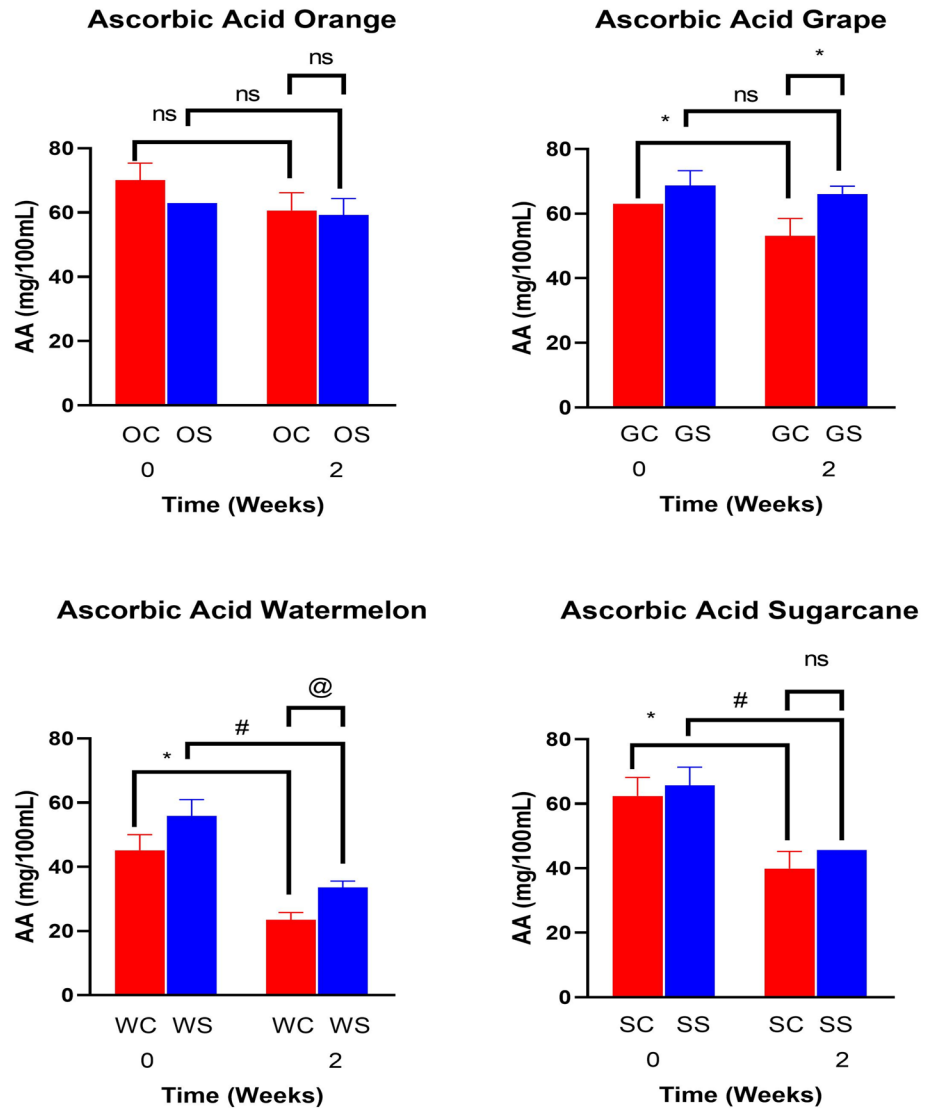 Ascorbic Acid Orange
ns
ns
ns
80
60
40
20
0
AA (mg/100mL)
OC OS OC OS
0 2
Time (Weeks)
Ascorbic Acid Grape
*
ns
*
80
60
40
20
0
AA (mg/100mL)
GC GS GC GS
0 2
Time (Weeks)
Ascorbic Acid Watermelon
@
#
*
80
60
40
20
0
AA (mg/100mL)
WC WS WC WS
0 2
Time (Weeks)
Ascorbic Acid Sugarcane
ns
#
*
80
60
40
20
0
AA (mg/100mL)
SC SS SC SS
0 2
Time (Weeks)